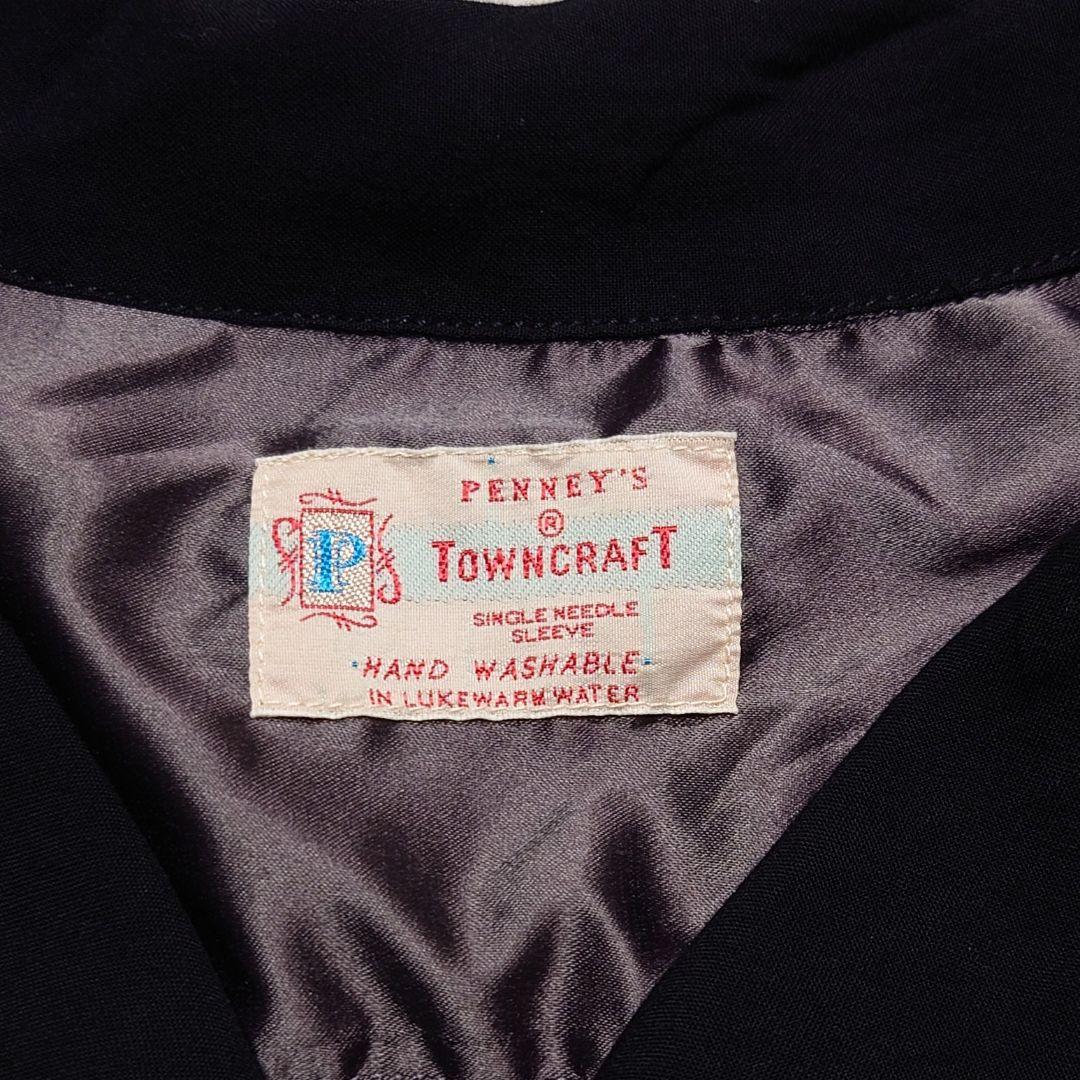 P
PENNEY'S
®
TOWNCRAFT
SINGLE NEEDLE
SLEEVE
HAND WASHABLE
IN LUKEWARM WATER